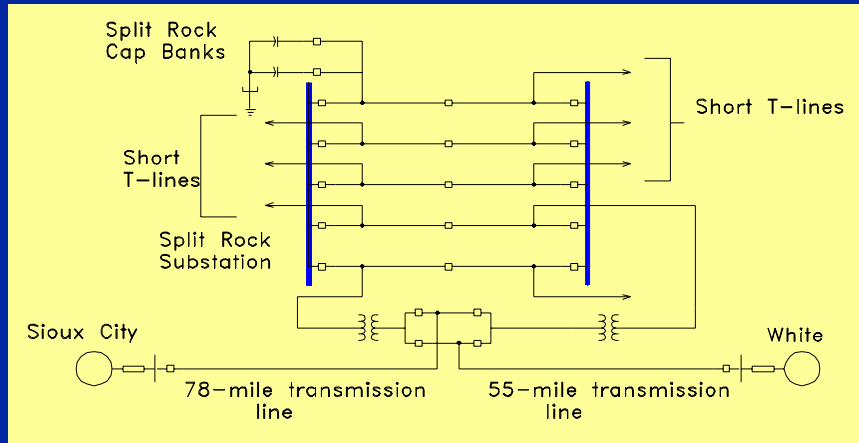 Split Rock
Cap Banks
Short T-lines
Short
T-lines
Split Rock
Substation
Sioux City
White
78-mile transmission
line
55-mile transmission
line